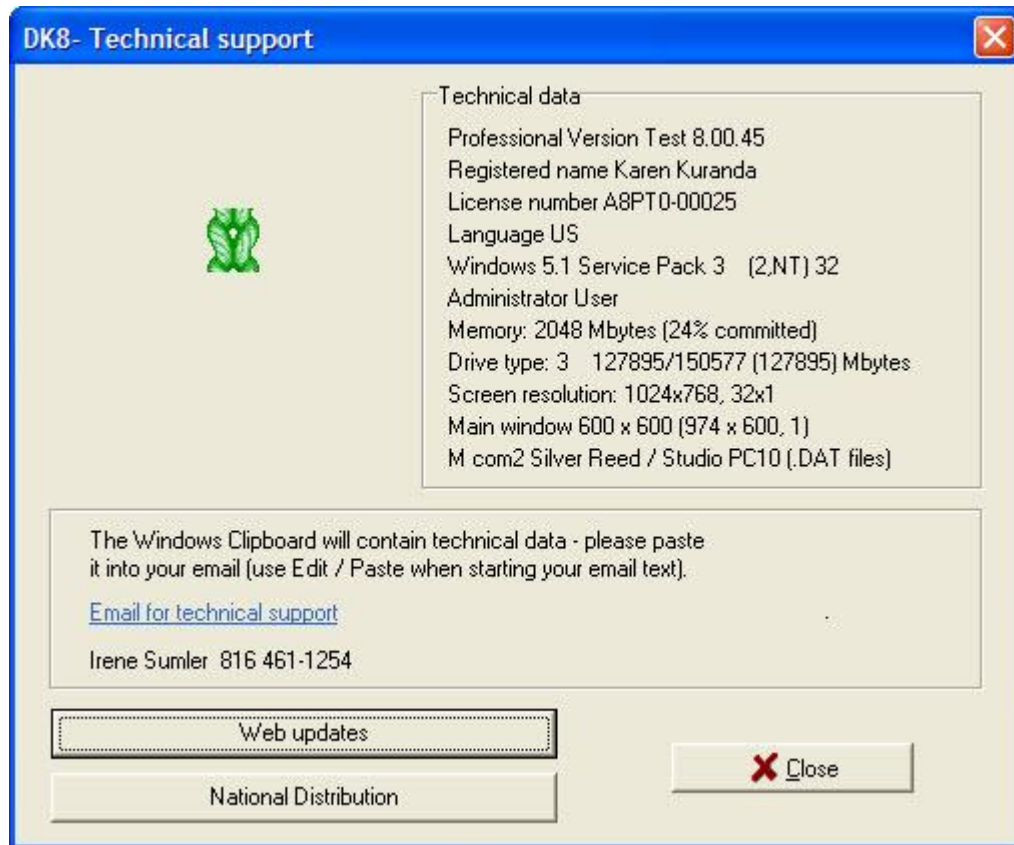 DK8- Technical support
Technical data
Professional Version Test 8.00.45
Registered name Karen Kuranda
License number A8PT0-00025
Language US
Windows 5.1 Service Pack 3 (2,NT) 32
Administrator User
Memory: 2048 Mbytes (24% committed)
Drive type: 3 127895/150577 (127895) Mbytes
Screen resolution: 1024x768, 32x1
Main window 600 x 600 (974 x 600, 1)
M com2 Silver Reed / Studio PC10 (.DAT files)
The Windows Clipboard will contain technical data - please paste
it into your email (use Edit / Paste when starting your email text).
Email for technical support
.
Irene Sumler 816 461-1254
Web updates
Close
National Distribution